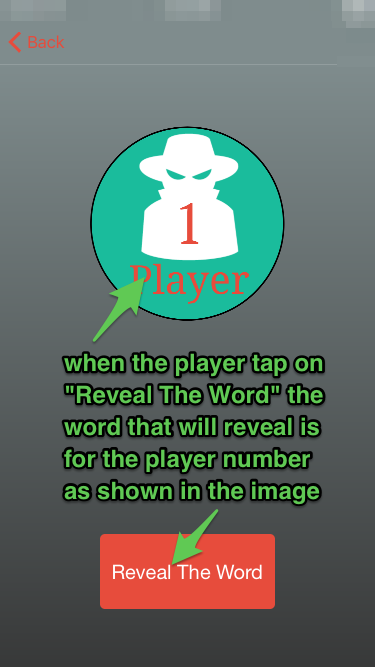 Back
1
Player
when the player tap on
"Reveal The Word" the
word that will reveal is
for the player number
as shown in the image
Reveal The Word